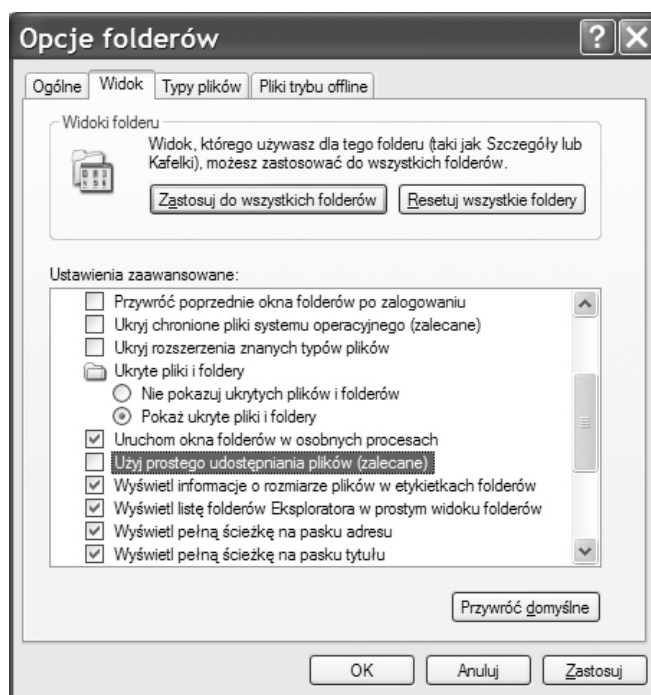 Opcje folderów
Ogólne Widok Typy plików Pliki trybu offline
Widoki folderu
Widok, którego używasz dla tego folderu (taki jak Szczegóły lub
Kafelki), możesz zastosować do wszystkich folderów.
Zastosuj do wszystkich folderów Resetuj wszystkie foldery
Ustawienia zaawansowane:
Przywróć poprzednie okna folderów po zalogowaniu
Ukryj chronione pliki systemu operacyjnego (zalecane)
Ukryj rozszerzenia znanych typów plików
Ukryte pliki i foldery
Nie pokazuj ukrytych plików i folderów
Pokaż ukryte pliki i foldery
Uruchom okna folderów w osobnych procesach
Użyj prostego udostępniania plików (zalecane)
Wyświetl informacje o rozmiarze plików w etykietkach folderów
Wyświetl listę folderów Eksploratora w prostym widoku folderów
Wyświetl pełną ścieżkę na pasku adresu
Wyświetl pełną ścieżkę na pasku tytułu
Przywróć domyślne
OK Anuluj Zastosuj